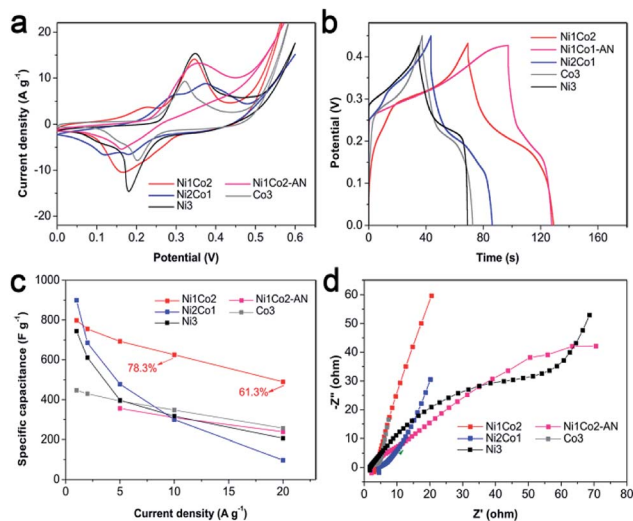 a
Current density (A g⁻¹)
20
10
0
-10
-20
0.0 0.1 0.2 0.3 0.4 0.5 0.6
Potential (V)
Ni1Co2 Ni1Co2-AN
Ni2Co1 Co3
Ni3
b
Potential (V)
0.6
0.4
0.3
0.1
0.0
0 40 80 120 160
Time (s)
Ni1Co2
Ni1Co1-AN
Ni2Co1
Co3
Ni3
c
Specific capacitance (F g⁻¹)
1000
800
600
400
200
0
0 5 10 15 20
Current density (A g⁻¹)
Ni1Co2 Ni1Co2-AN
Ni2Co1 Co3
Ni3
78.3%
61.3%
d
-Z'' (ohm)
60
50
40
30
20
10
0
0 10 20 30 40 50 60 70 80
Z' (ohm)
Ni1Co2 Ni1Co2-AN
Ni2Co1 Co3
Ni3